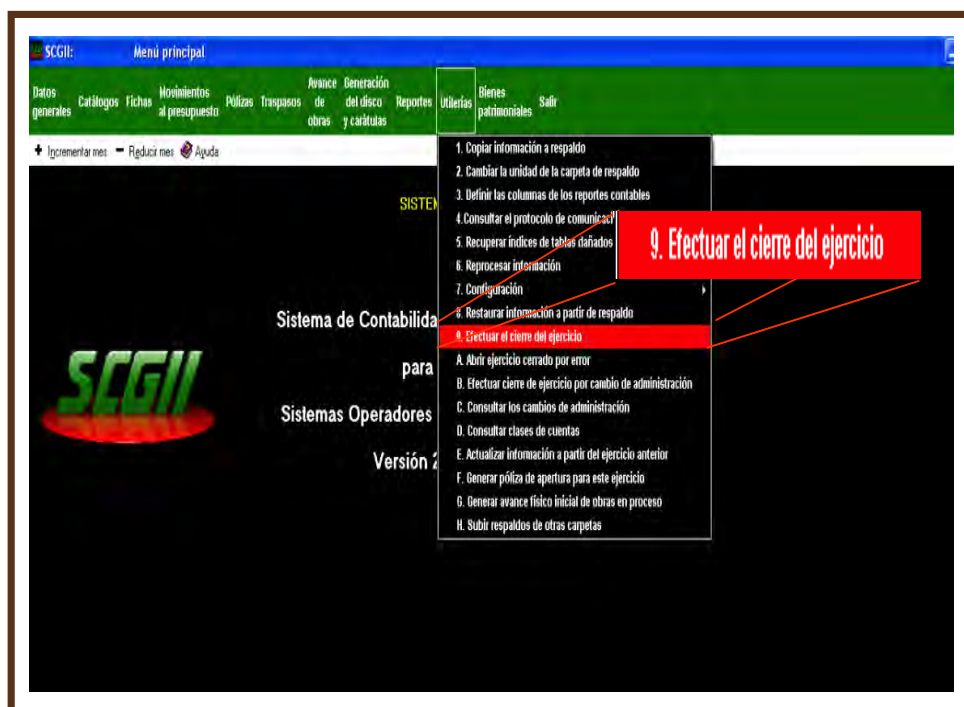 SCGII: Menú principal
Datos generales Catálogos Fichas Movimientos al presupuesto Pólizas Traspasos Avance de obras Generación del disco y carátulas Reportes Utilerías Bienes patrimoniales Salir
+ Incrementar mes - Reducir mes Ayuda
1. Copiar información a respaldo
2. Cambiar la unidad de la carpeta de respaldo
3. Definir las columnas de los reportes contables
4. Consultar el protocolo de
5. Recuperar índices de tablas dañados
6. Reprocesar información
7. Configuración
8. Restaurar información a partir de respaldo
9. Efectuar el cierre del ejercicio
A. Abrir ejercicio cerrado por error
B. Efectuar cierre de ejercicio por cambio de administración
C. Consultar los cambios de administración
D. Consultar clases de cuentas
E. Actualizar información a partir del ejercicio anterior
F. Generar póliza de apertura para este ejercicio
G. Generar avance físico inicial de obras en proceso
H. Subir respaldos de otras carpetas
9. Efectuar el cierre del ejercicio
SISTEM
Sistema de Contabilida
para
Sistemas Operadores
Versión 2
SCGII